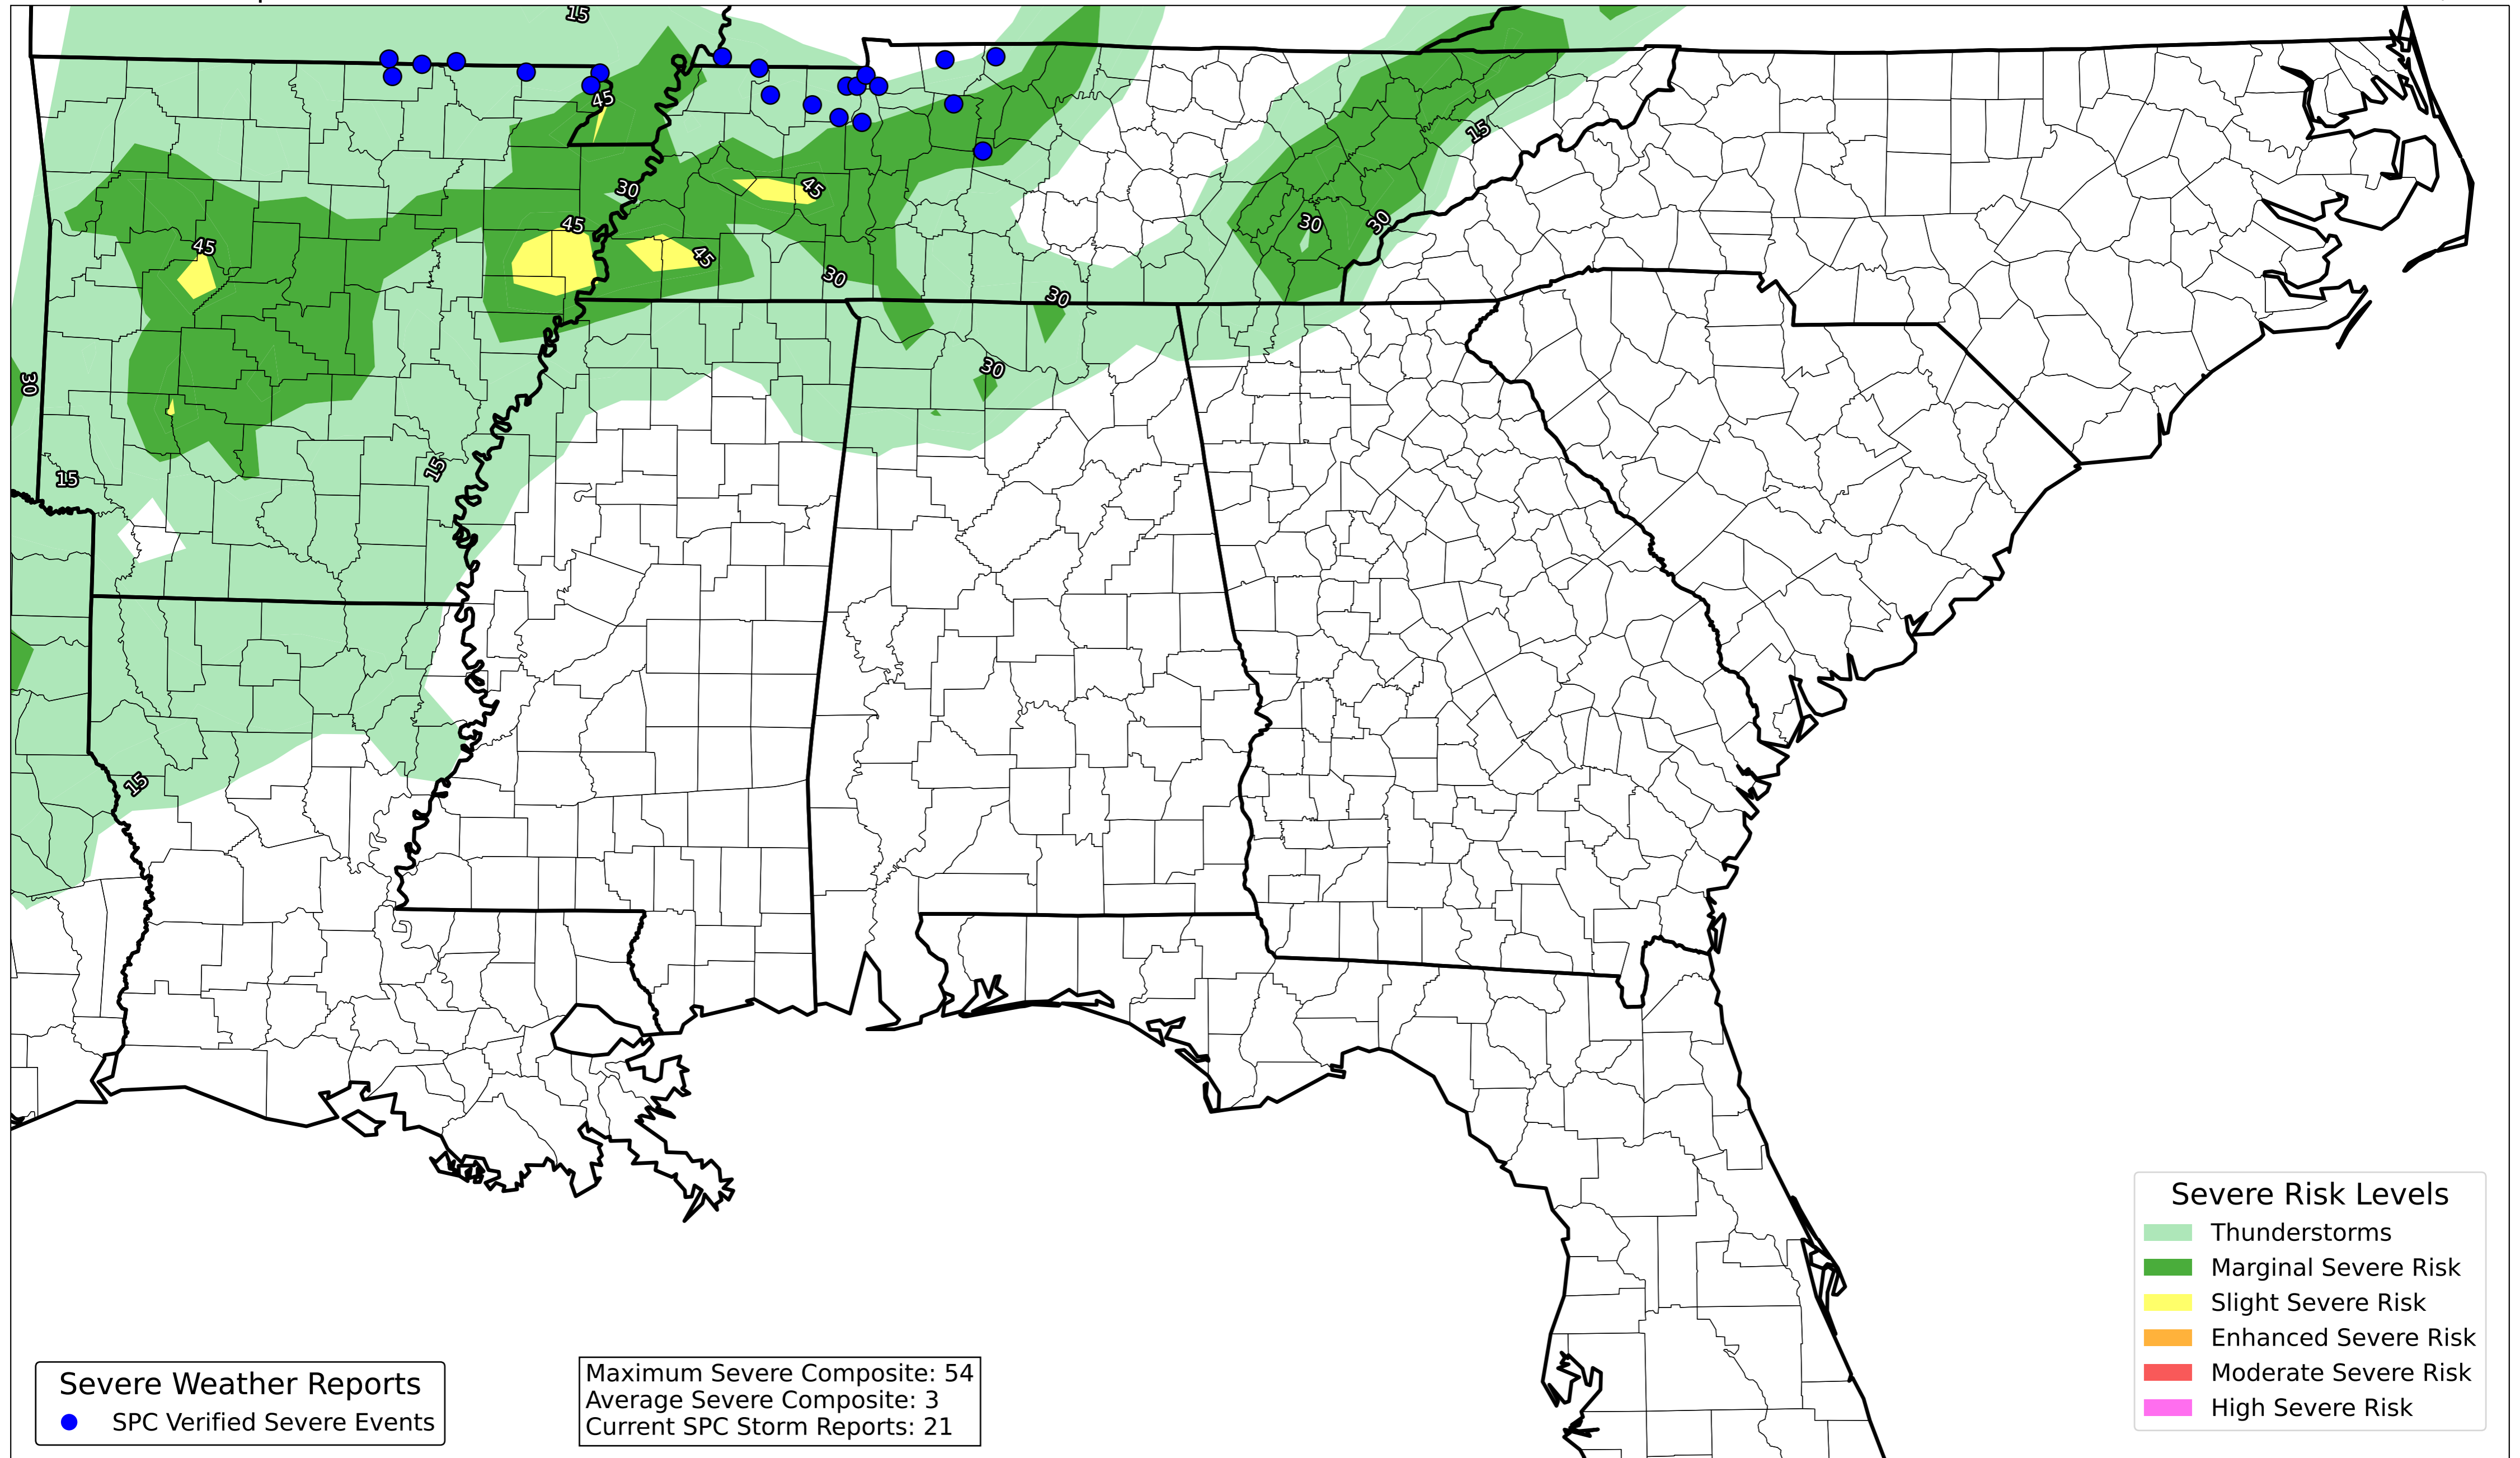 15
45
30
45
45
45
45
30
30
30
30
15
30
30
15
15
15
Severe Risk Levels
Thunderstorms
Marginal Severe Risk
Slight Severe Risk
Enhanced Severe Risk
Moderate Severe Risk
High Severe Risk
Severe Weather Reports
SPC Verified Severe Events
Maximum Severe Composite: 54
Average Severe Composite: 3
Current SPC Storm Reports: 21